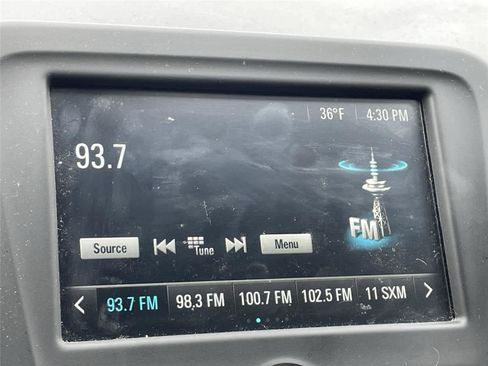 36°F 4:30 PM
93.7
FM
Source Tune Menu
93.7 FM 98.3 FM 100.7 FM 102.5 FM 11 SXM